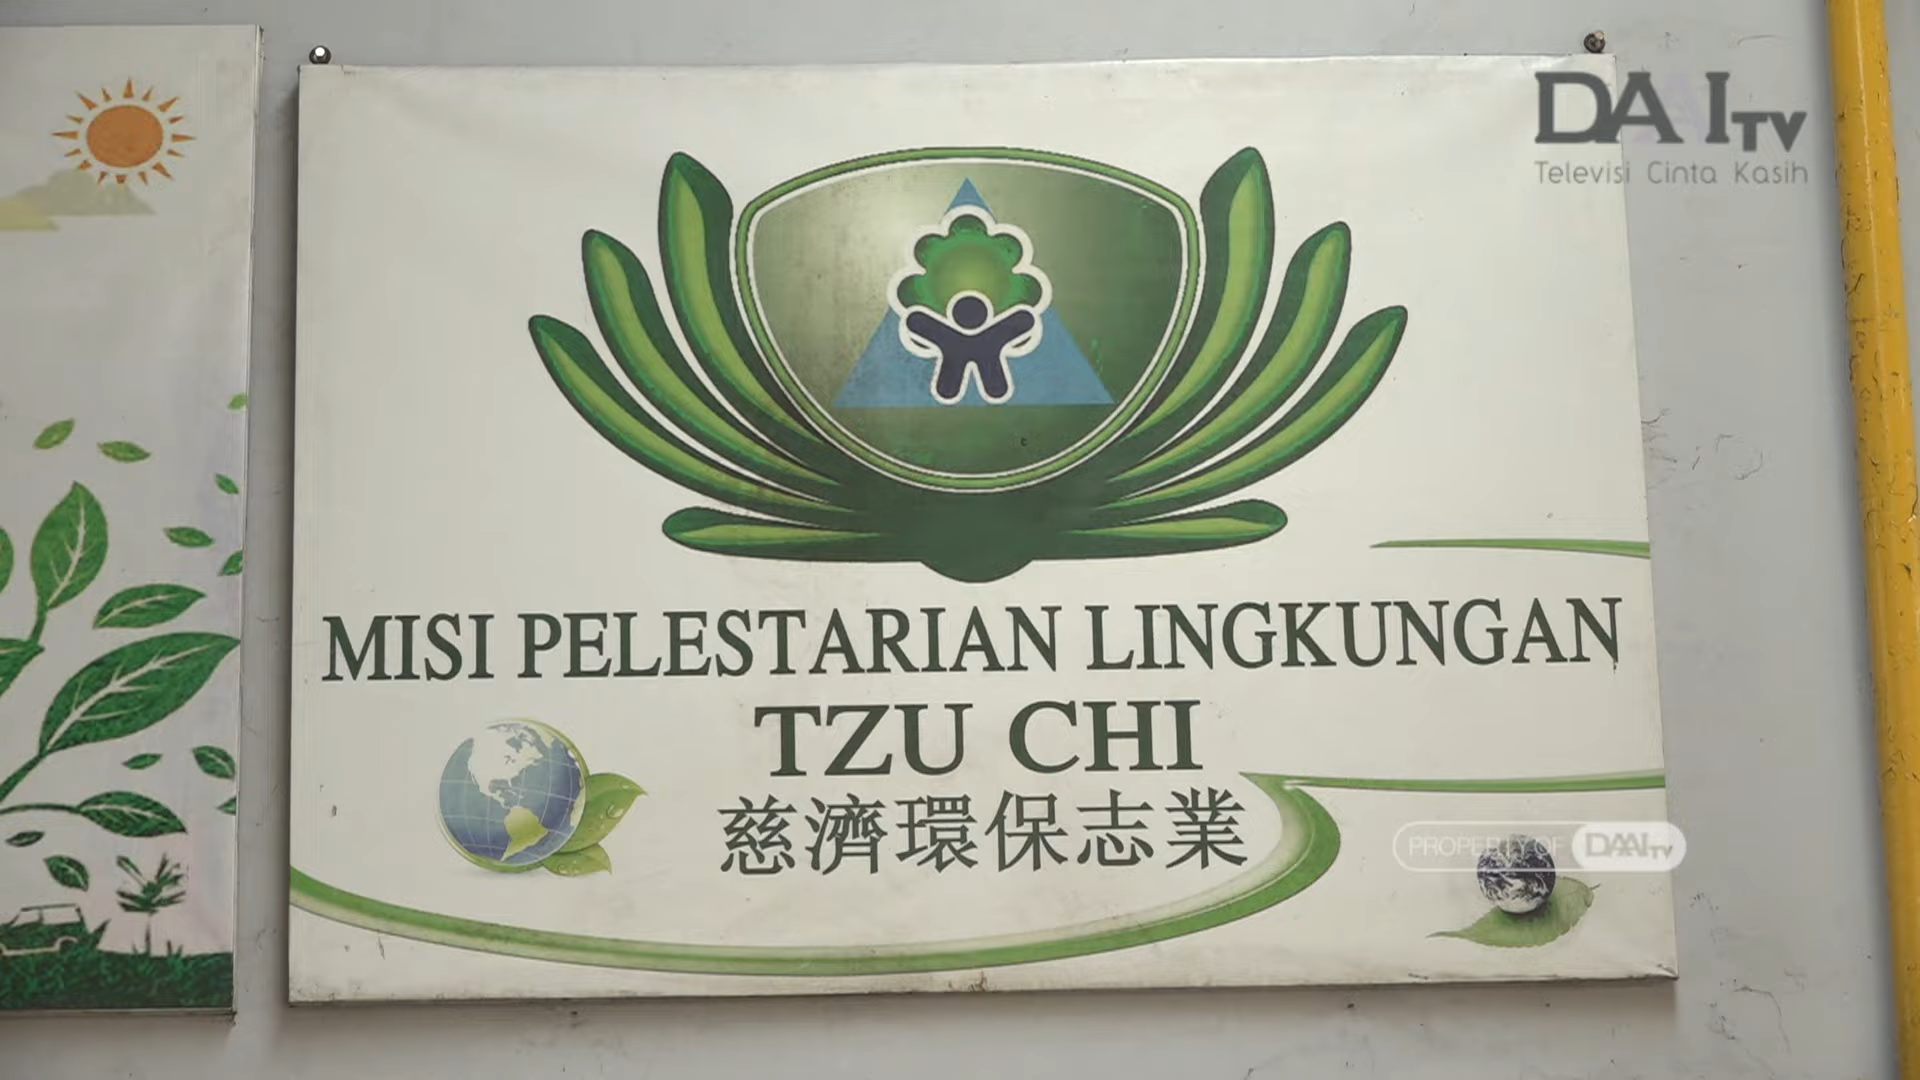 DAAI TV
Televisi Cinta Kasih
MISI PELESTARIAN LINGKUNGAN
TZU CHI
慈濟環保志業
PROPERTY OF DAAI TV